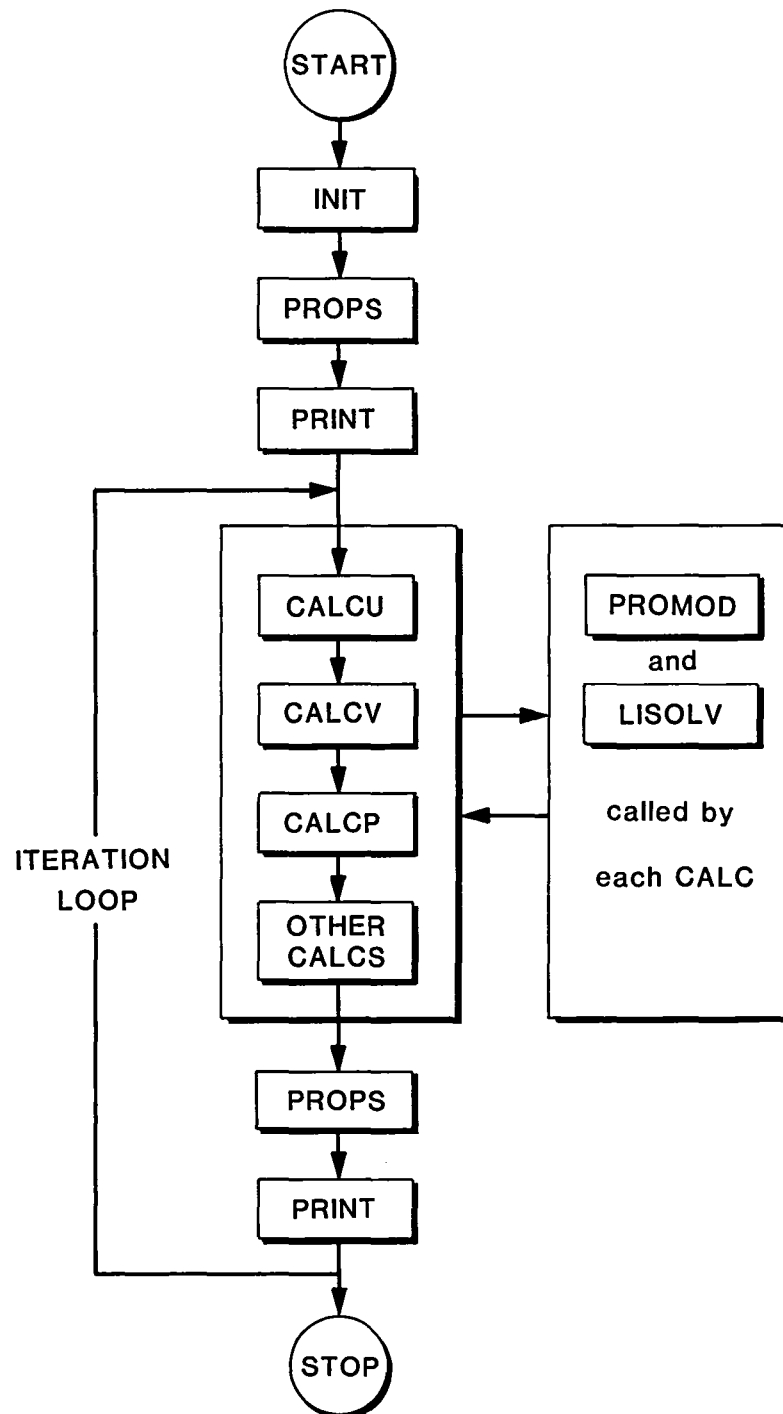 START
INIT
PROPS
PRINT
CALCU
CALCV
CALCP
OTHER
CALCS
PROMOD
and
LISOLV
called by
each CALC
ITERATION
LOOP
PROPS
PRINT
STOP